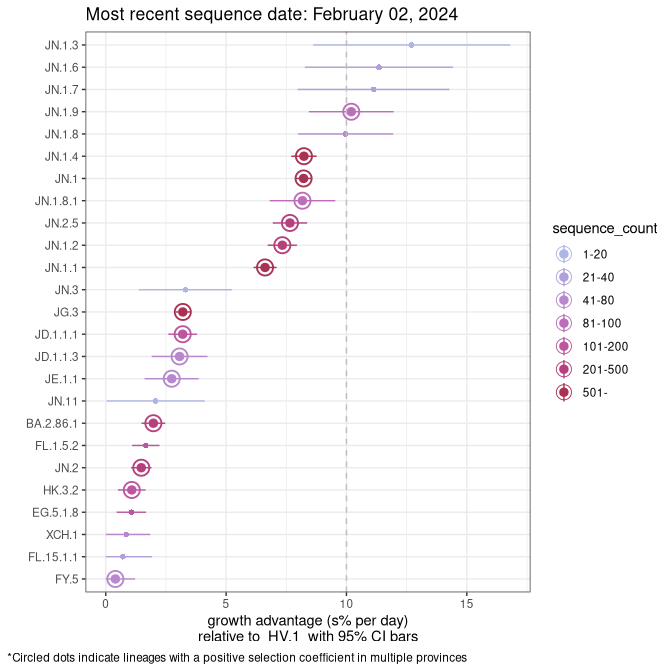 Most recent sequence date: February 02, 2024
JN.1.3
JN.1.6
JN.1.7
JN.1.9
JN.1.8
JN.1.4
JN.1
JN.1.8.1
JN.2.5
JN.1.2
JN.1.1
JN.3
JG.3
JD.1.1.1
JD.1.1.3
JE.1.1
JN.11
BA.2.86.1
FL.1.5.2
JN.2
HK.3.2
EG.5.1.8
XCH.1
FL.15.1.1
FY.5
0 5 10 15
growth advantage (s% per day)
relative to HV.1 with 95% CI bars
sequence_count
1-20
21-40
41-80
81-100
101-200
201-500
501-
*Circled dots indicate lineages with a positive selection coefficient in multiple provinces